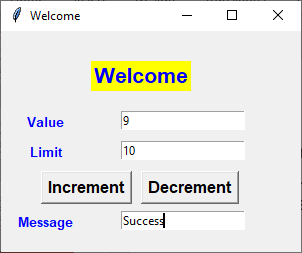 Welcome
Welcome
Value 9
Limit 10
Increment Decrement
Message Success